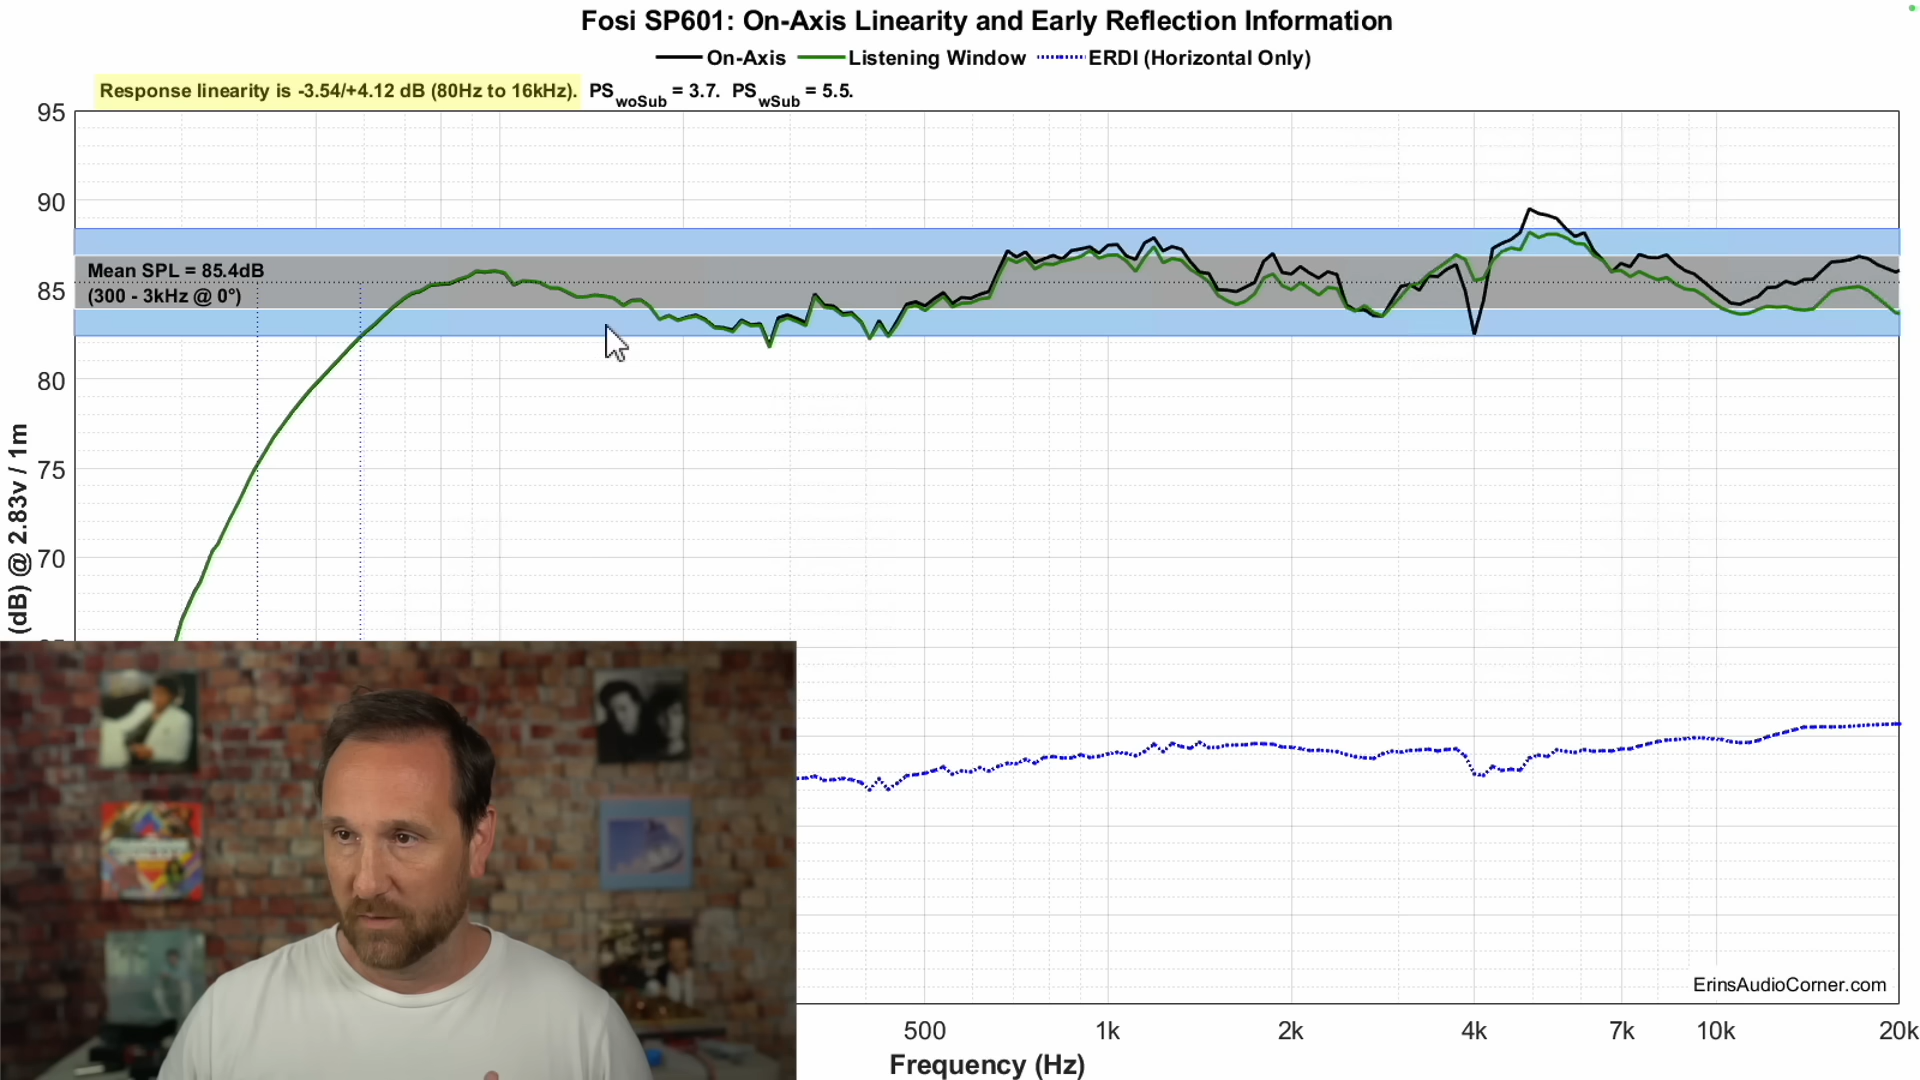 Fosi SP601: On-Axis Linearity and Early Reflection Information
On-Axis Listening Window ERDI (Horizontal Only)
Response linearity is -3.54/+4.12 dB (80Hz to 16kHz). PSwoSub = 3.7. PSwSub = 5.5.
95
90
Mean SPL = 85.4dB
(300 - 3kHz @ 0°)
85
80
75
70
(dB) @ 2.83v / 1m
ErinsAudioCorner.com
500 1k 2k 4k 7k 10k 20k
Frequency (Hz)